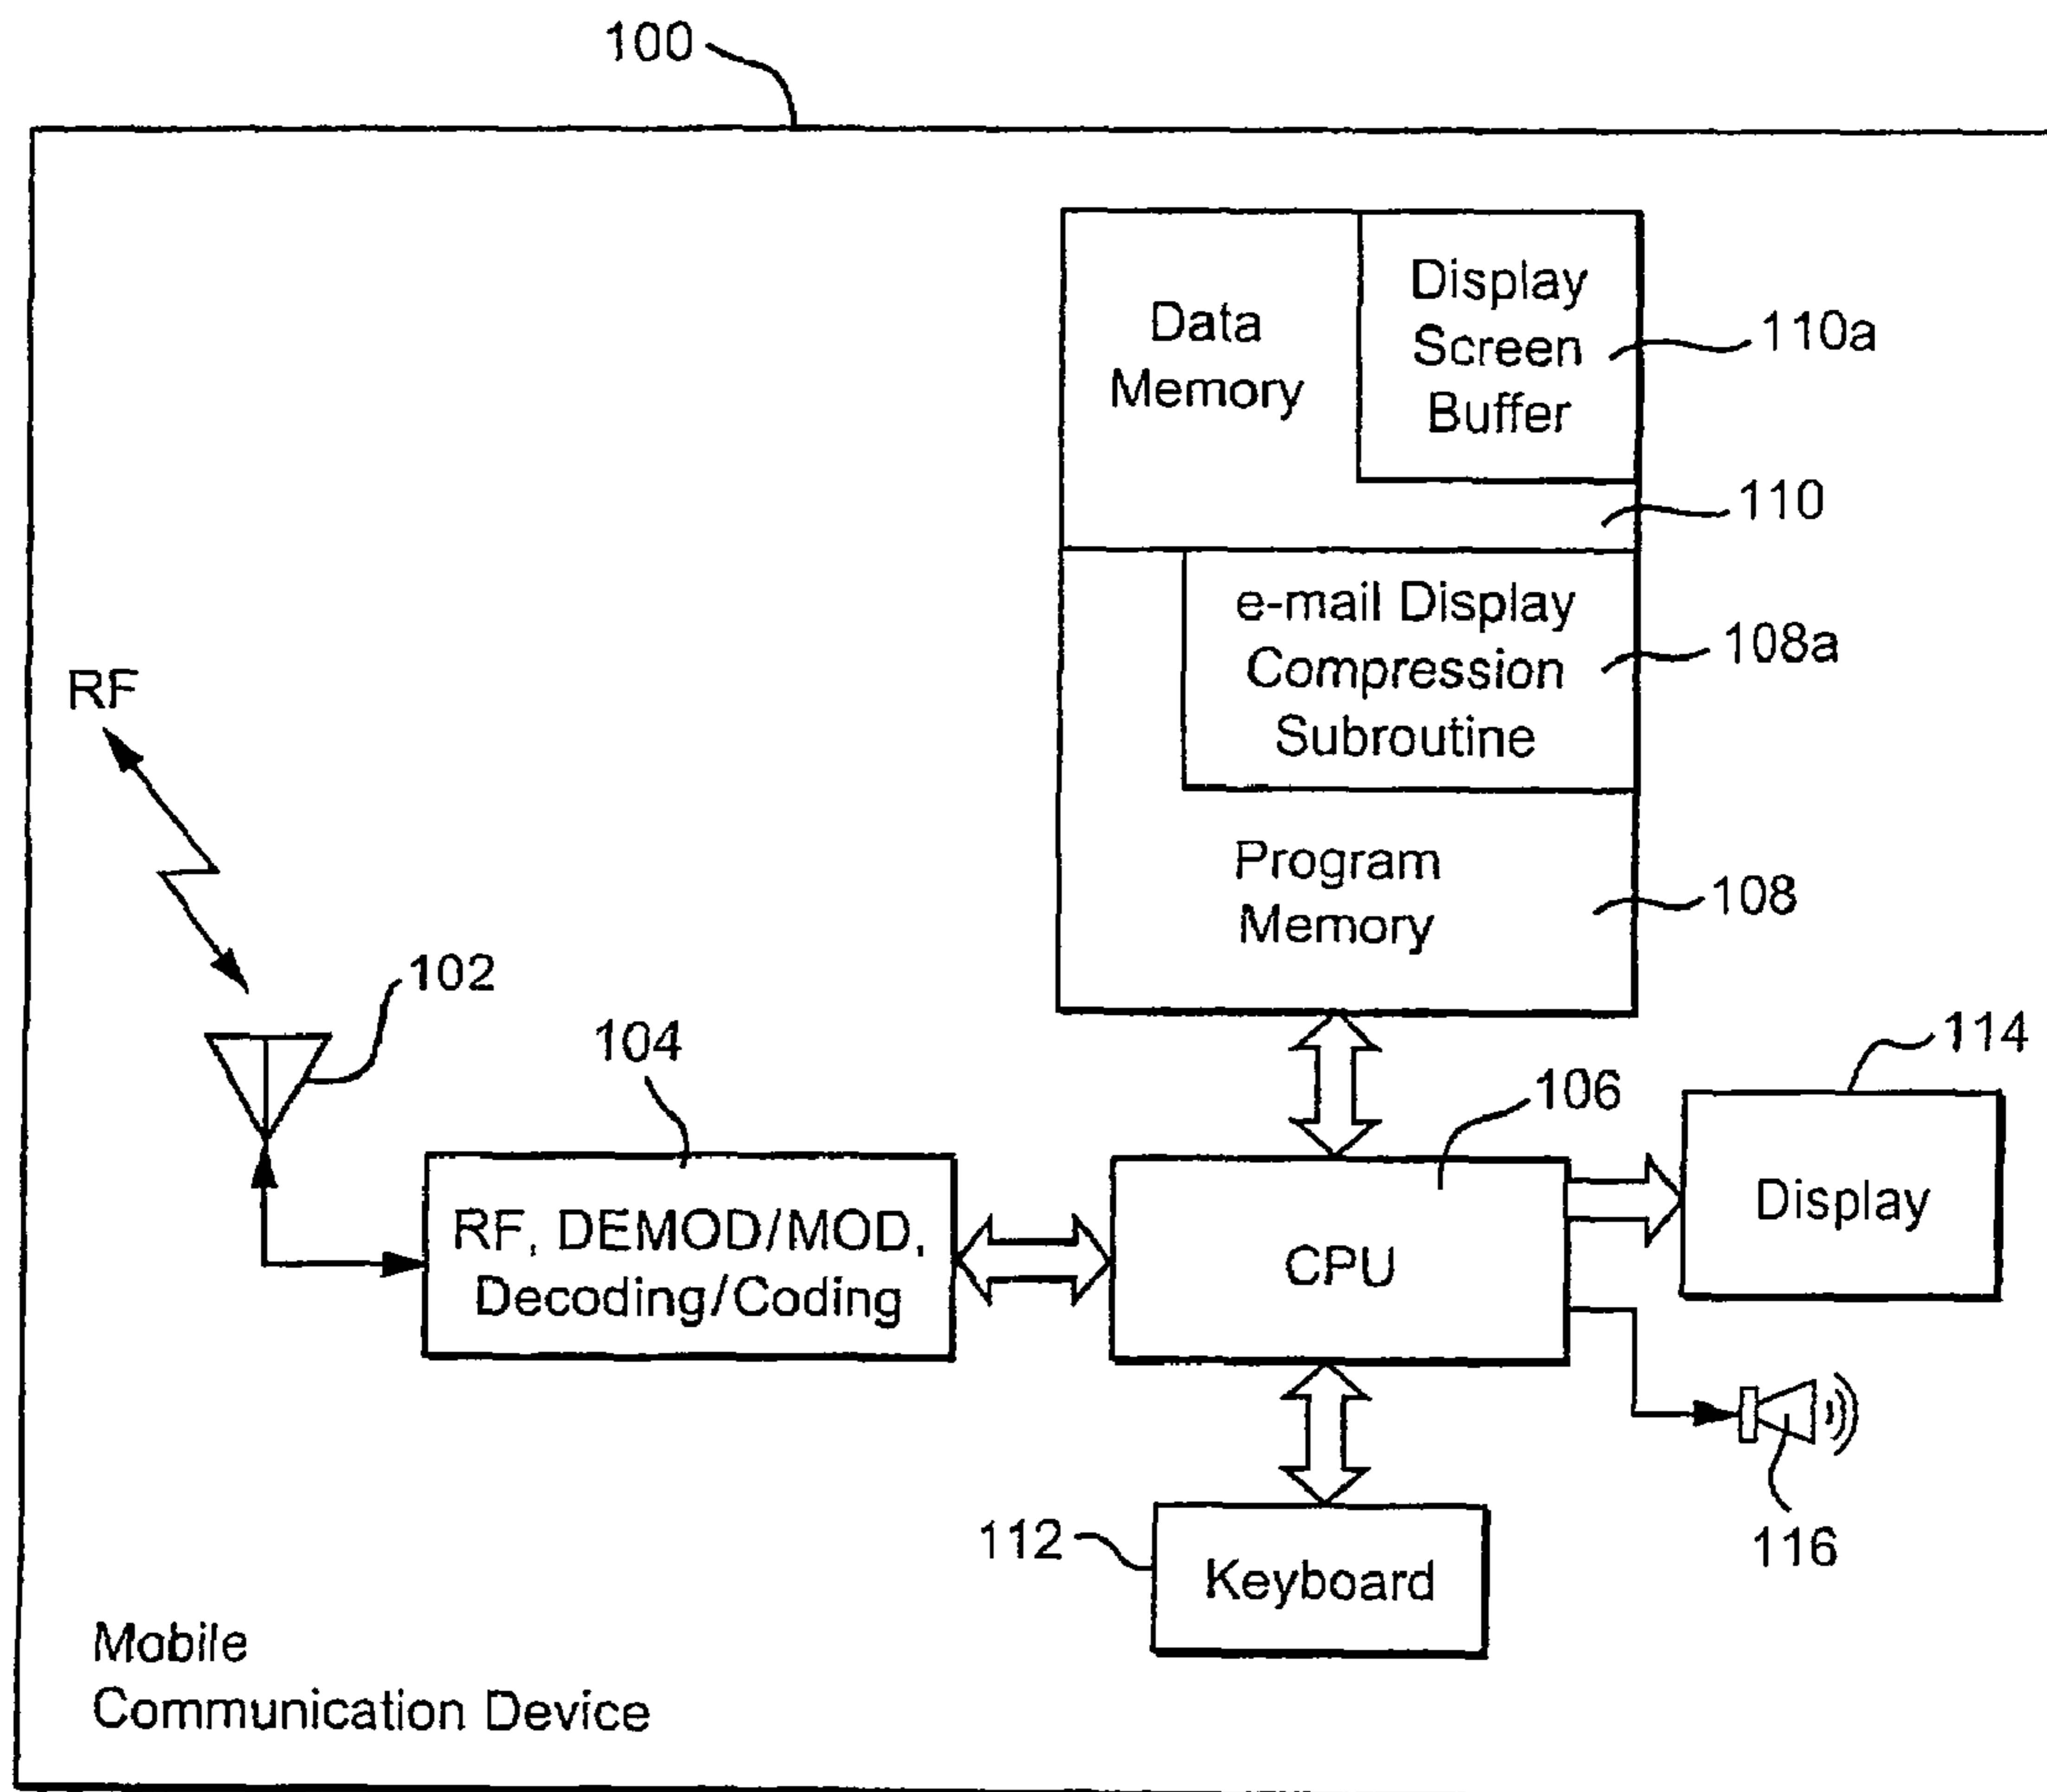 100
Data
Memory
Display
Screen
Buffer
110a
110
e-mail Display
Compression
Subroutine
108a
RF
Program
Memory
108
102
104
106
114
RF, DEMOD/MOD,
Decoding/Coding
CPU
Display
112
Keyboard
116
Mobile
Communication Device